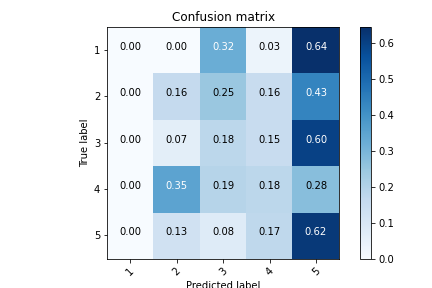 Confusion matrix
1 0.00 0.00 0.32 0.03 0.64
2 0.00 0.16 0.25 0.16 0.43
3 0.00 0.07 0.18 0.15 0.60
4 0.00 0.35 0.19 0.18 0.28
5 0.00 0.13 0.08 0.17 0.62
1 2 3 4 5
True label
Predicted label
0.6
0.5
0.4
0.3
0.2
0.1
0.0